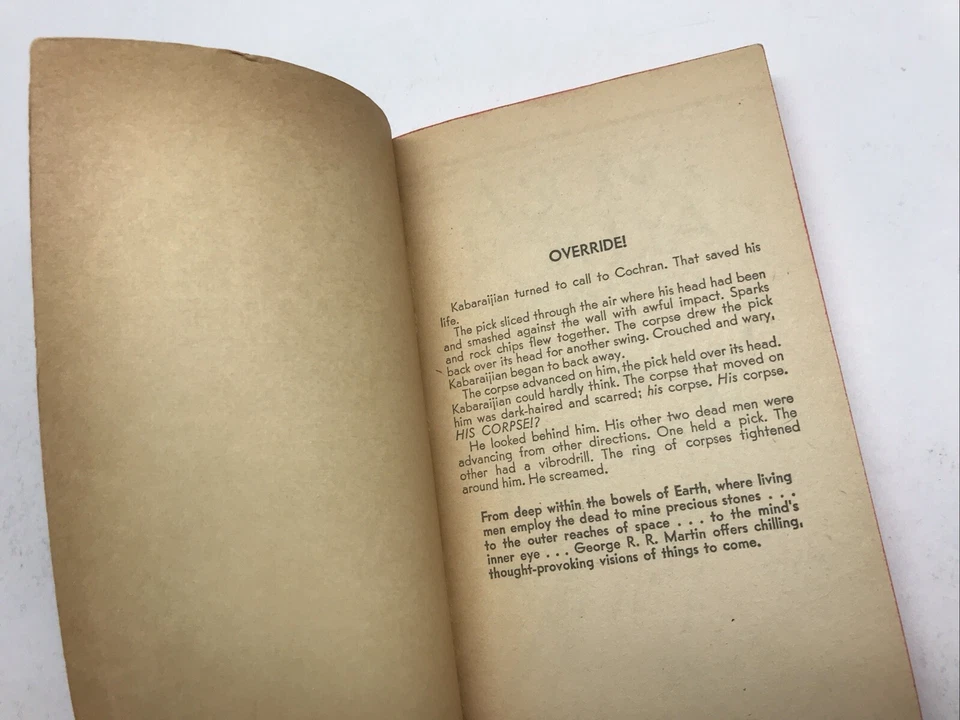 OVERRIDE!
Kabaraijian turned to call to Cochran. That saved his
life.
The pick sliced through the air where his head had been
and smashed against the wall with awful impact. Sparks
and rock chips flew together. The corpse drew the pick
back over its head for another swing. Crouched and wary,
Kabaraijian began to back away.
The corpse advanced on him, the pick held over its head.
Kabaraijian could hardly think. The corpse that moved on
him was dark-haired and scarred; his corpse. His corpse.
HIS CORPSE!?
He looked behind him. His other two dead men were
advancing from other directions. One held a pick. The
other had a vibrodrill. The ring of corpses tightened
around him. He screamed.
From deep within the bowels of Earth, where living
men employ the dead to mine precious stones . . .
to the outer reaches of space . . . to the mind's
inner eye . . . George R. R. Martin offers chilling,
thought-provoking visions of things to come.